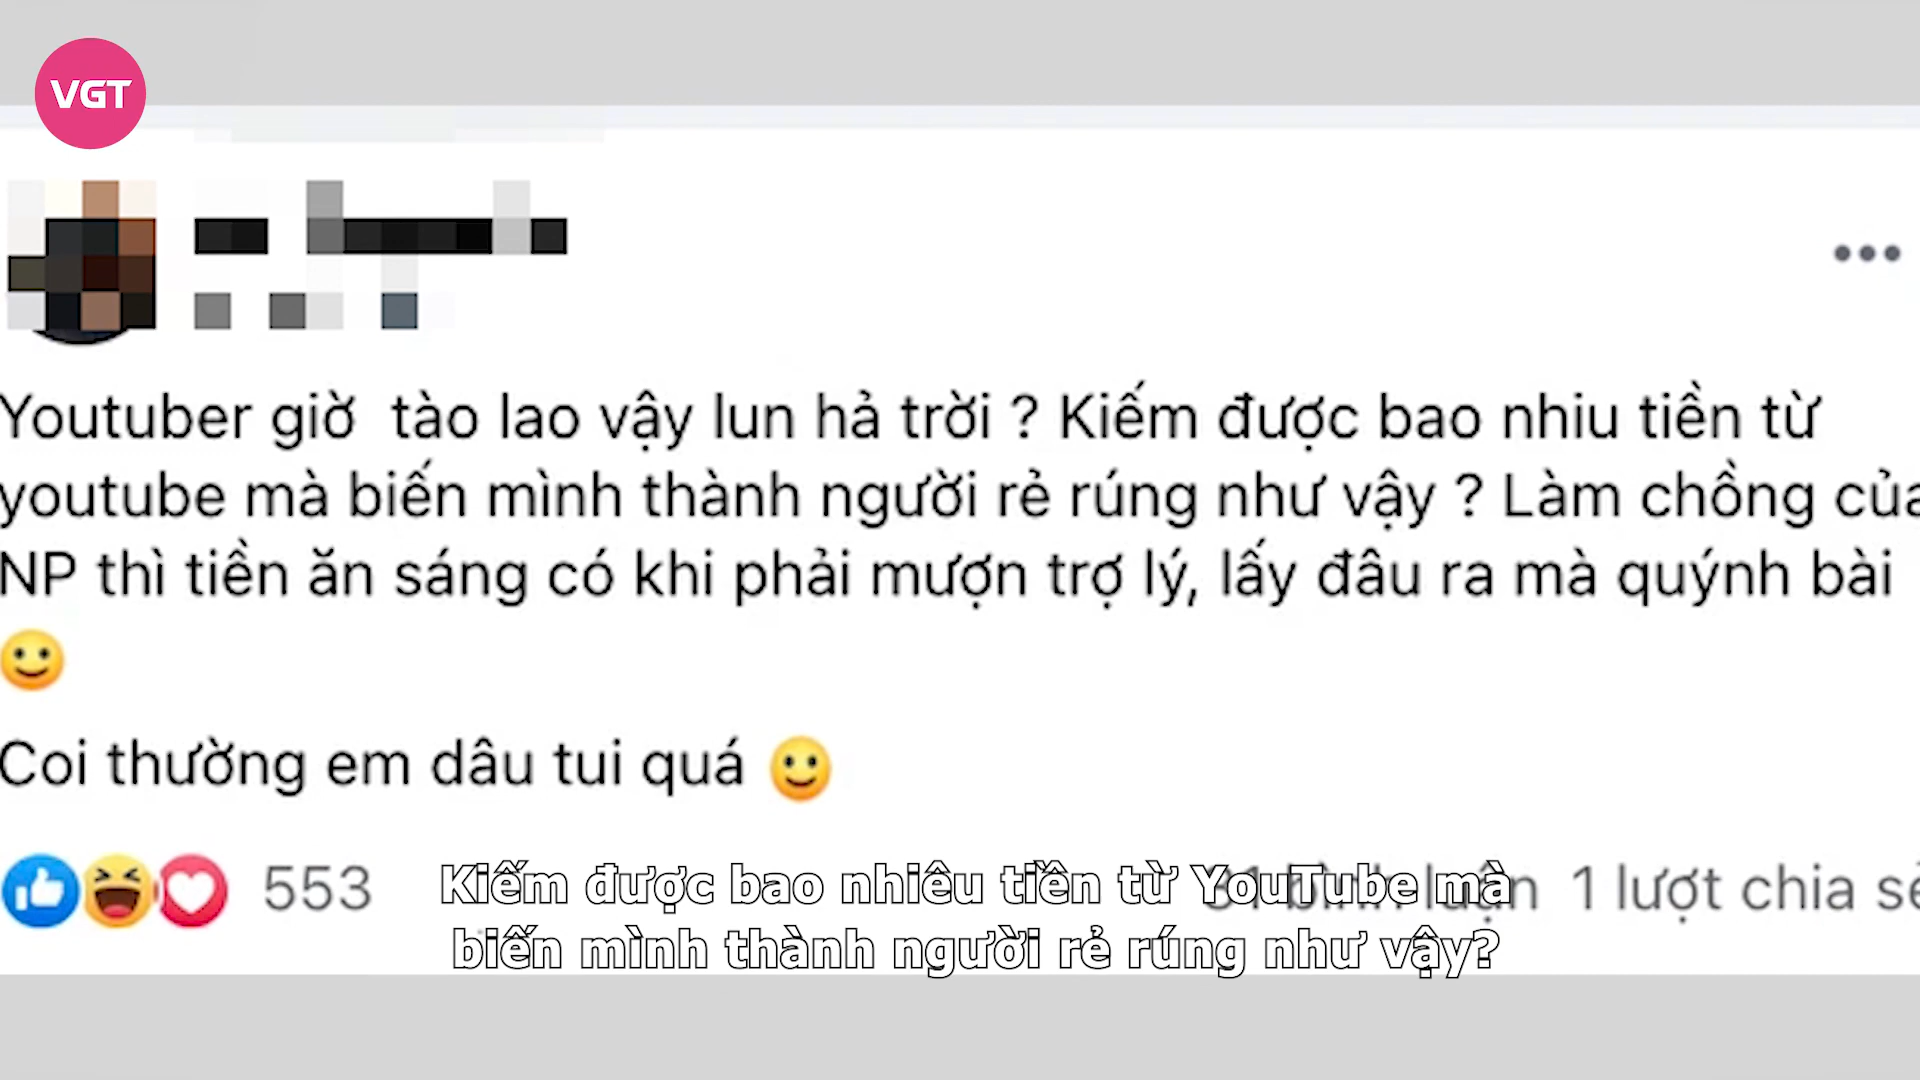 VGT
Youtuber giờ tào lao vậy lun hả trời ? Kiếm được bao nhiu tiền từ
youtube mà biến mình thành người rẻ rúng như vậy ? Làm chồng của
NP thì tiền ăn sáng có khi phải mượn trợ lý, lấy đâu ra mà quýnh bài
🙂
Coi thường em dâu tui quá 🙂
553
bình luận 1 lượt chia sẻ
Kiếm được bao nhiêu tiền từ YouTube mà
biến mình thành người rẻ rúng như vậy?